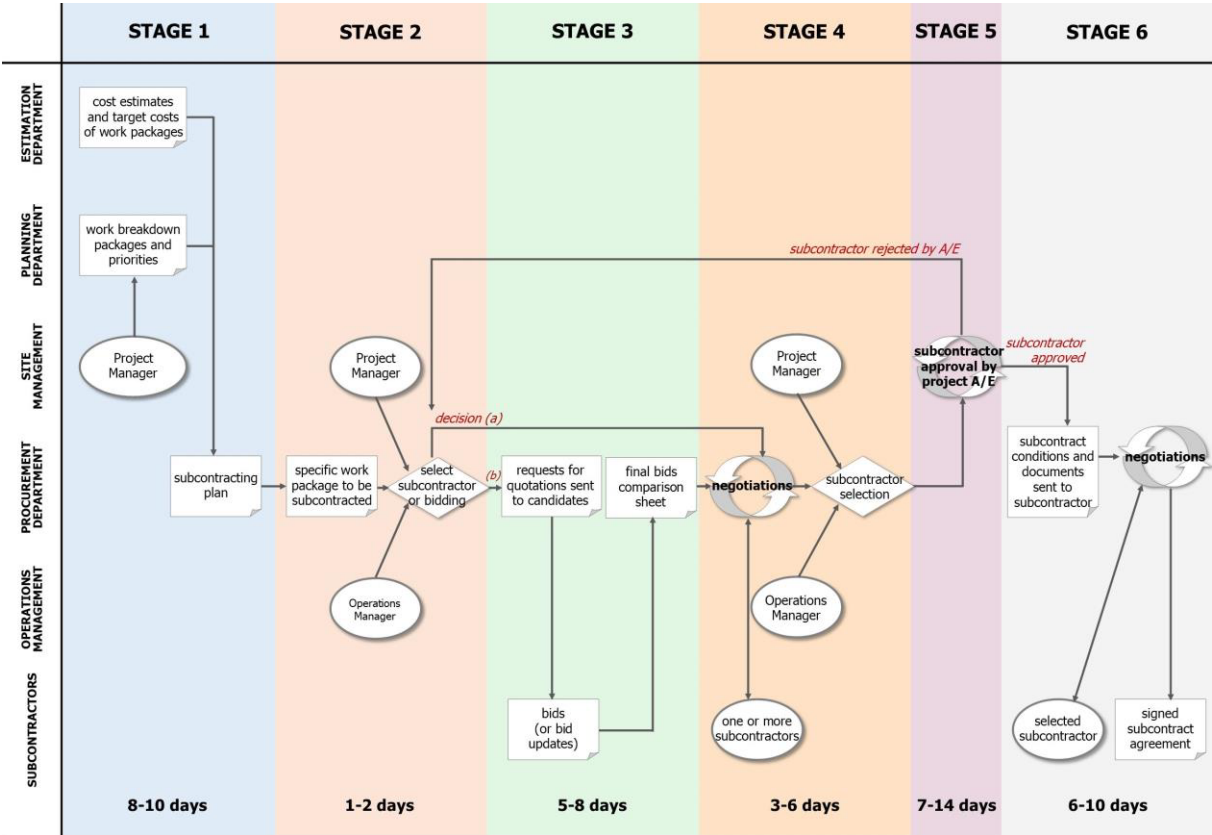 STAGE 1
STAGE 2
STAGE 3
STAGE 4
STAGE 5
STAGE 6
ESTIMATION
DEPARTMENT
cost estimates
and target costs
of work packages
PLANNING
DEPARTMENT
work breakdown
packages and
priorities
subcontractor rejected by A/E
SITE
MANAGEMENT
Project
Manager
Project
Manager
Project
Manager
subcontractor
approval by
project A/E
subcontractor
approved
decision (a)
PROCUREMENT
DEPARTMENT
subcontracting
plan
specific work
package to be
subcontracted
select
subcontractor
or bidding
(b)
requests for
quotations sent
to candidates
final bids
comparison
sheet
negotiations
subcontractor
selection
subcontract
conditions and
documents
sent to
subcontractor
negotiations
OPERATIONS
MANAGEMENT
Operations
Manager
Operations
Manager
SUBCONTRACTORS
bids
(or bid
updates)
one or more
subcontractors
selected
subcontractor
signed
subcontract
agreement
8-10 days
1-2 days
5-8 days
3-6 days
7-14 days
6-10 days